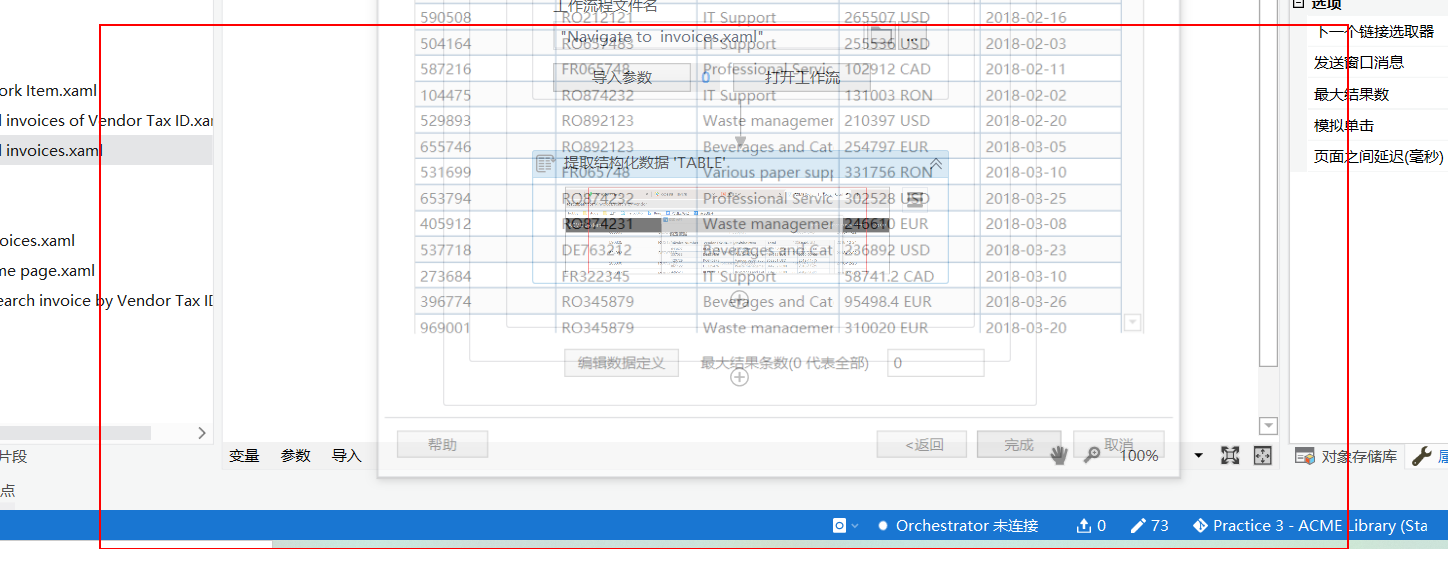 工作流程文件名
选项
590508 RO212121 IT Support 265507 USD 2018-02-16
下一个链接选取器
"Navigate to invoices.xaml"
...
504164 RO657483 IT Support 255536 USD 2018-02-03
发送窗口消息
587216 FR065748 Professional Servic 102912 CAD 2018-02-11
导入参数 0 打开工作流
ork Item.xaml
104475 RO874232 IT Support 131003 RON 2018-02-02
最大结果数
l invoices of Vendor Tax ID.xar
529893 RO892123 Waste managemer 210397 USD 2018-02-20
模拟单击
l invoices.xaml
655746 RO892123 Beverages and Cat 254797 EUR 2018-03-05
页面之间延迟(毫秒)
提取结构化数据 'TABLE'
531699 FR065748 Various paper supp 331756 RON 2018-03-10
653794 RO874232 Professional Servic 302528 USD 2018-03-25
405912 RO874231 Waste managemer 246610 EUR 2018-03-08
oices.xaml
537718 DE763212 Beverages and Cat 236892 USD 2018-03-23
me page.xaml
273684 FR322345 IT Support 58741.2 CAD 2018-03-10
earch invoice by Vendor Tax ID
396774 RO345879 Beverages and Cat 95498.4 EUR 2018-03-26
969001 RO345879 Waste managemer 310020 EUR 2018-03-20
编辑数据定义 最大结果条数(0 代表全部) 0
帮助 <返回 完成 取消
片段 变量 参数 导入 100% 对象存储库 属
点
Orchestrator 未连接 0 73 Practice 3 - ACME Library (Sta